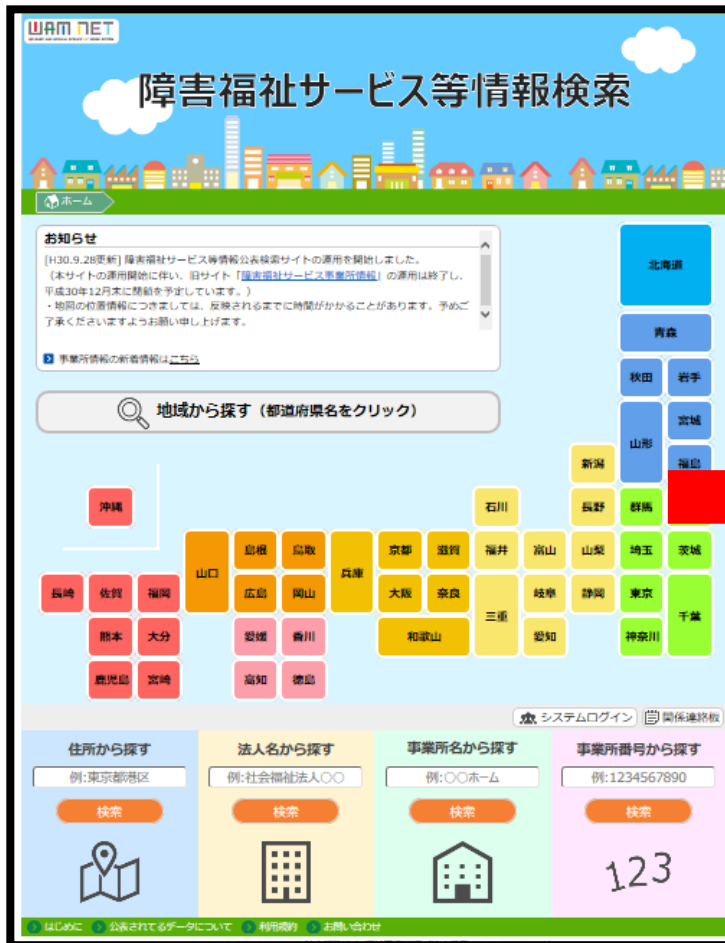 WAM NET
障害福祉サービス等情報検索
ホーム
お知らせ
[H30.9.28更新] 障害福祉サービス等情報公表検索サイトの運用を開始しました。
（本サイトの運用開始に伴い、旧サイト「障害福祉サービス事業所情報」の運用は終了し、
平成30年12月末に閉鎖を予定しています。）
・地図の位置情報につきましては、反映されるまでに時間がかかることがあります。予めご
了承くださいますようお願い申し上げます。
事業所情報の新着情報はこちら
地域から探す（都道府県名をクリック）
北海道
青森
秋田 岩手
山形 宮城
新潟 福島
沖縄 石川 長野 群馬
山口 島根 鳥取 兵庫 京都 滋賀 福井 富山 山梨 埼玉 茨城
長崎 佐賀 福岡 広島 岡山 大阪 奈良 三重 岐阜 静岡 東京 千葉
熊本 大分 愛媛 香川 和歌山 愛知 神奈川
鹿児島 宮崎 高知 徳島
システムログイン 関係連絡板
住所から探す 法人名から探す 事業所名から探す 事業所番号から探す
例:東京都港区 例:社会福祉法人○○ 例:○○ホーム 例:1234567890
検索 検索 検索 検索
123
はじめに 公表されてるデータについて 利用規約 お問い合わせ